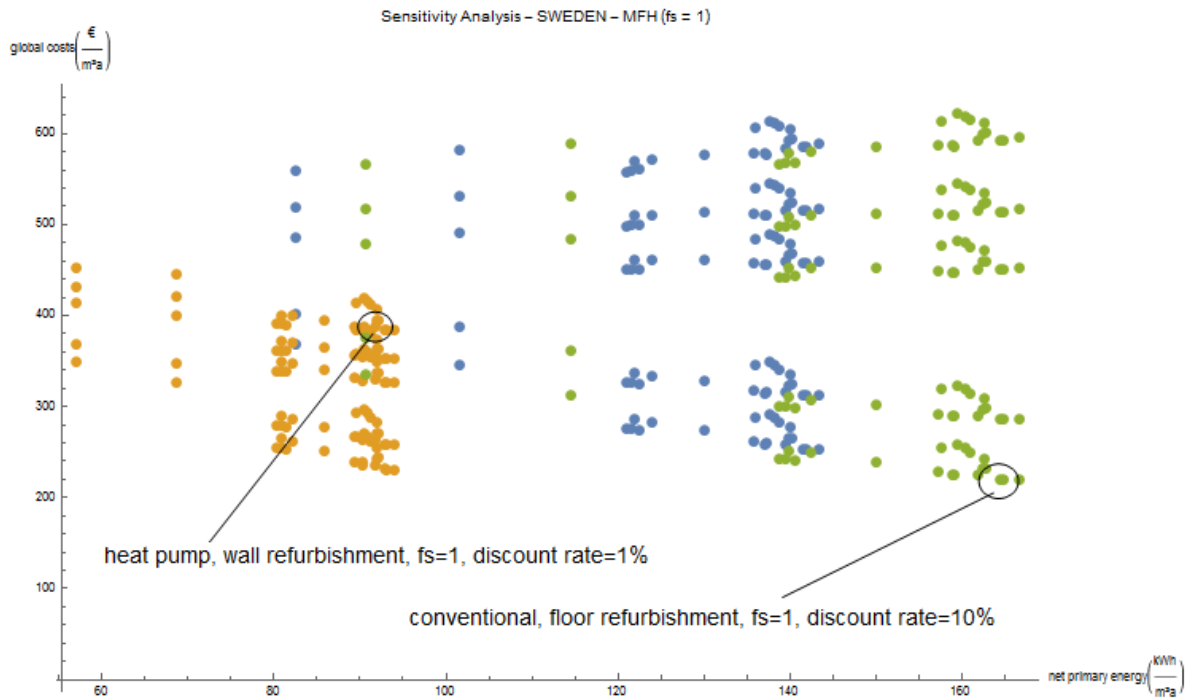 Sensitivity Analysis – SWEDEN – MFH (fs = 1)
global costs(€/m²a)
600
500
400
300
200
100
heat pump, wall refurbishment, fs=1, discount rate=1%
conventional, floor refurbishment, fs=1, discount rate=10%
60
80
100
120
140
160
net primary energy(kWh/m²a)